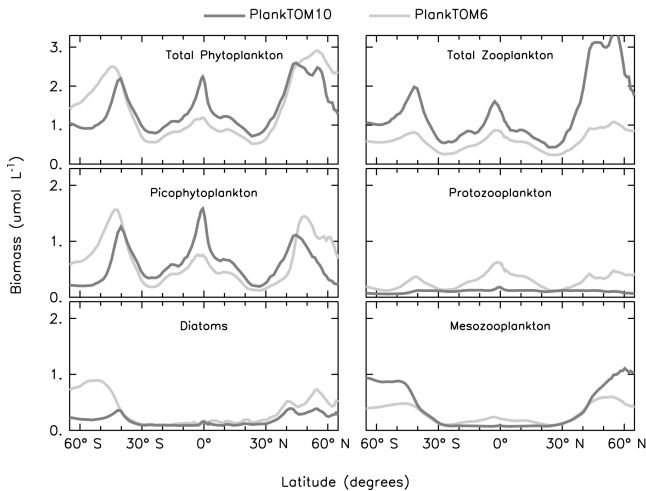 PlankTOM10 PlankTOM6
Total Phytoplankton
Total Zooplankton
3.
2.
1.
0.
Picophytoplankton
Protozooplankton
2.
1.
0.
Diatoms
Mesozooplankton
2.
1.
0.
60° S 30° S 0° 30° N 60° N
60° S 30° S 0° 30° N 60° N
Biomass (umol L⁻¹)
Latitude (degrees)